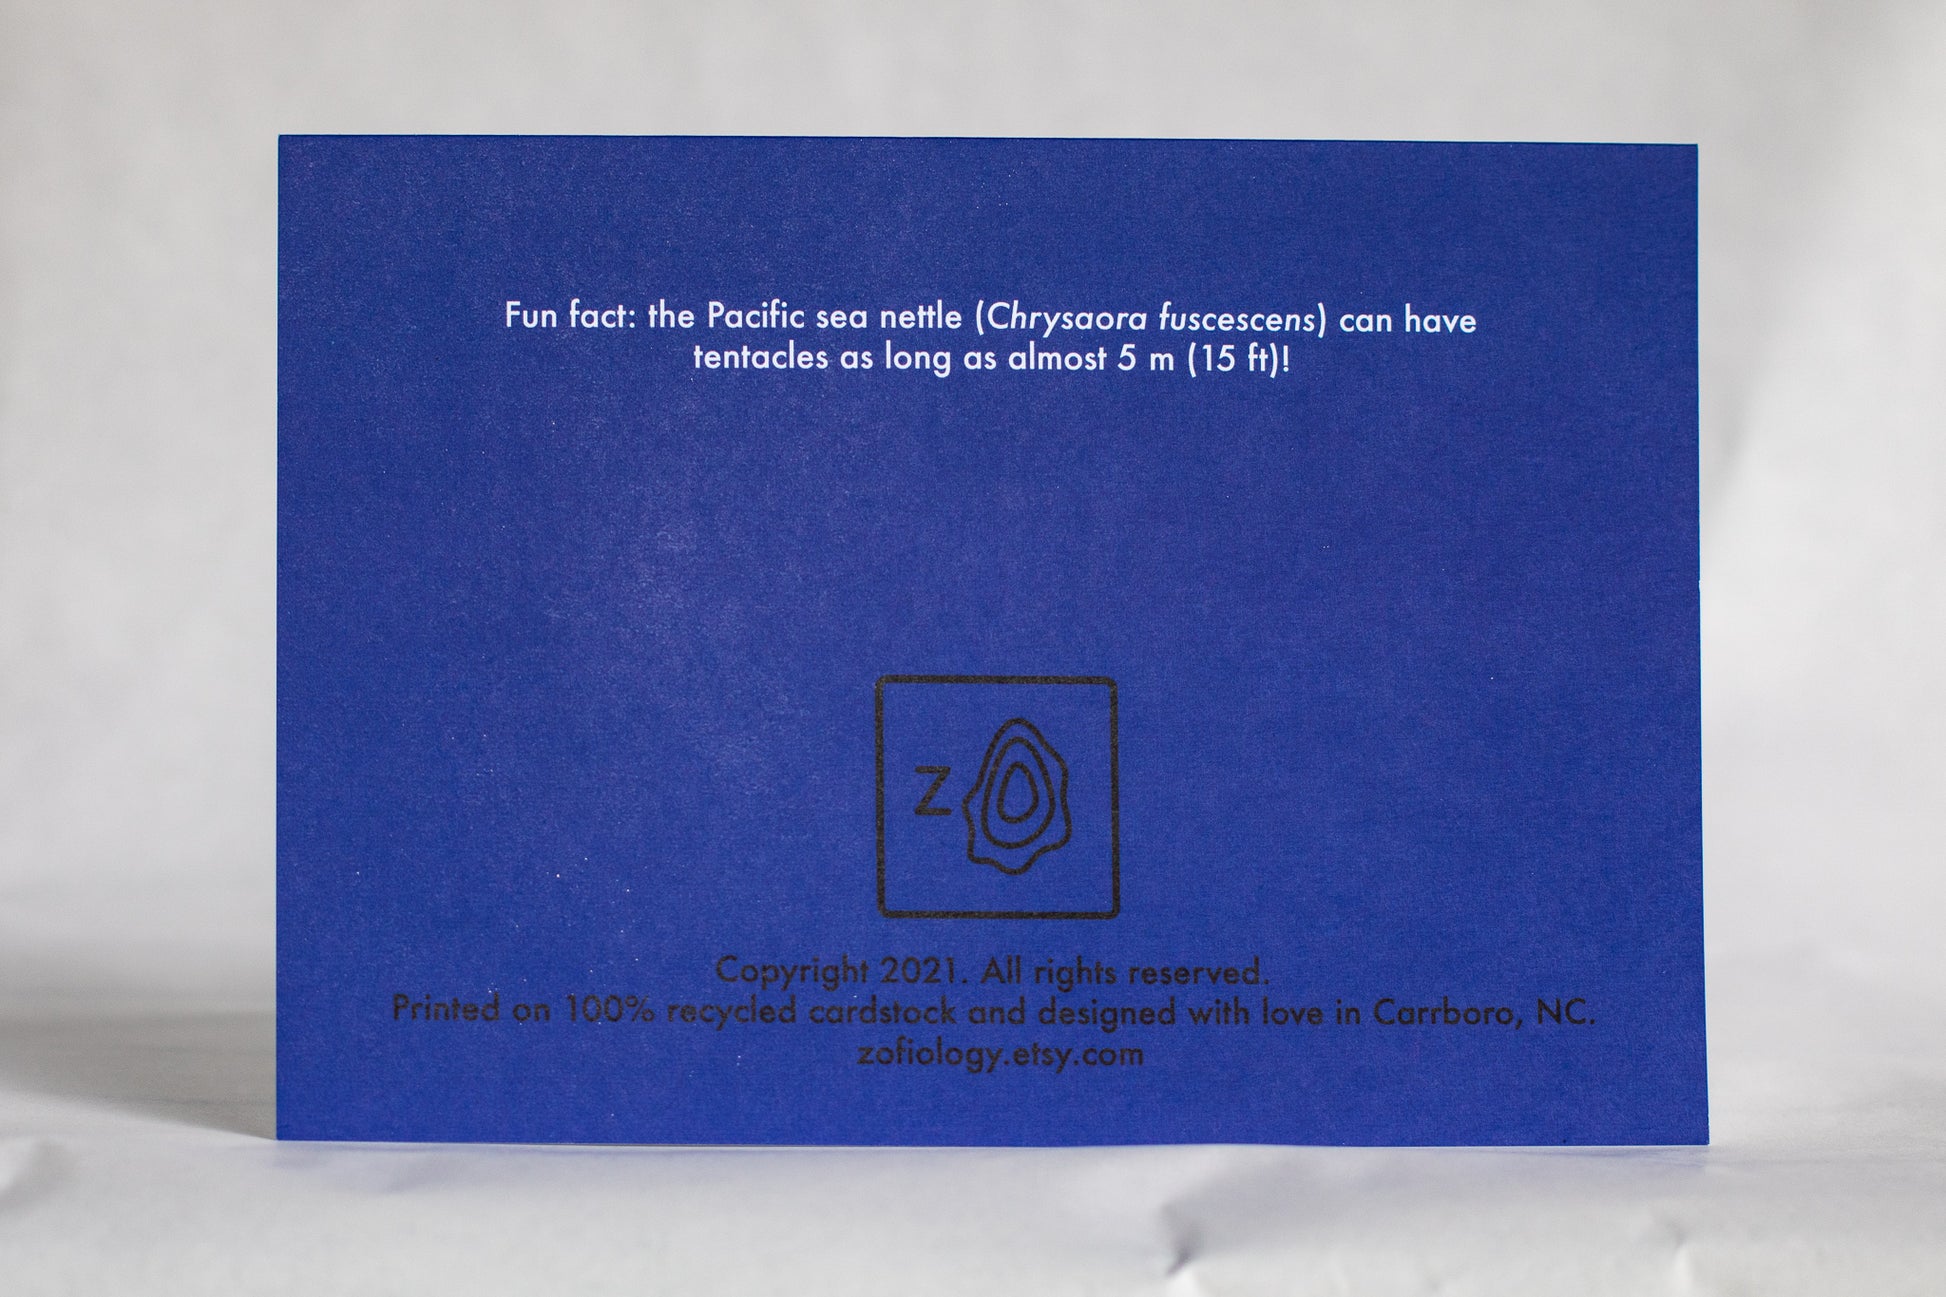 Fun fact: the Pacific sea nettle (Chrysaora fuscescens) can have
tentacles as long as almost 5 m (15 ft)!
Z
Copyright 2021. All rights reserved.
Printed on 100% recycled cardstock and designed with love in Carrboro, NC.
zofiology.etsy.com